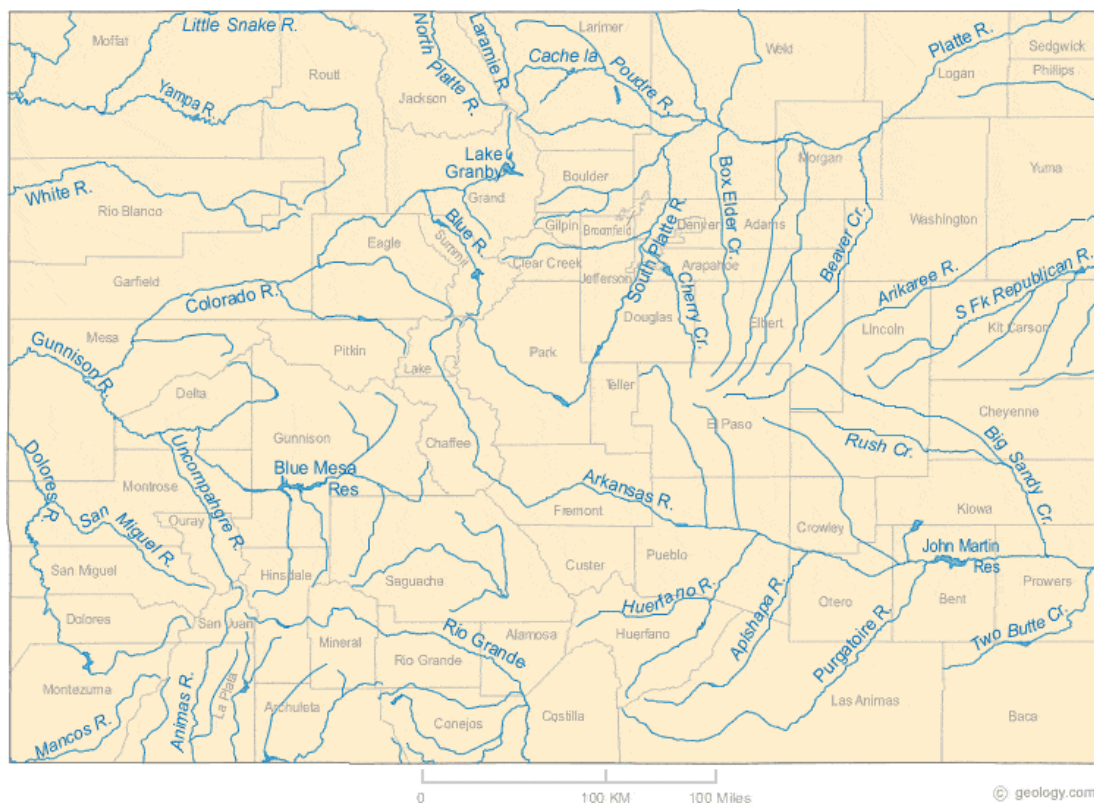 Moffat
Little Snake R.
Routt
Jackson
North Platte R.
Laramie R.
Larimer
Cache la
Poudre R.
Weld
Platte R.
Sedgwick
Logan
Phillips
Yampa R.
Lake
Granby
Grand
Boulder
Morgan
Yuma
White R.
Rio Blanco
Washington
Box Elder Cr.
Gilpin
Broomfield
Denver
Adams
Beaver Cr.
Eagle
Summit
Blue R.
Clear Creek
Jefferson
Arapahoe
South Platte R.
Garfield
Colorado R.
Cherry Cr.
Arikaree R.
S Fk Republican R.
Douglas
Elbert
Lincoln
Kit Carson
Mesa
Gunnison R.
Pitkin
Lake
Park
Teller
Delta
Cheyenne
Gunnison
Chaffee
El Paso
Rush Cr.
Big Sandy Cr.
Uncompahgre R.
Blue Mesa
Res
Dolores R
Montrose
San Miguel R.
Ouray
Arkansas R.
Fremont
Crowley
Kiowa
San Miguel
Hinsdale
Saguache
Custer
Pueblo
John Martin
Res
Prowers
Bent
Otero
Dolores
San Juan
Mineral
Rio Grande
Alamosa
Huerfano R.
Huerfano
Apishapa R.
Purgatoire R.
Two Butte Cr.
Rio Grande
Montezuma
Mancos R.
Animas R.
La Plata
Archuleta
Conejos
Costilla
Las Animas
Baca
0
100 KM
100 Miles
© geology.com